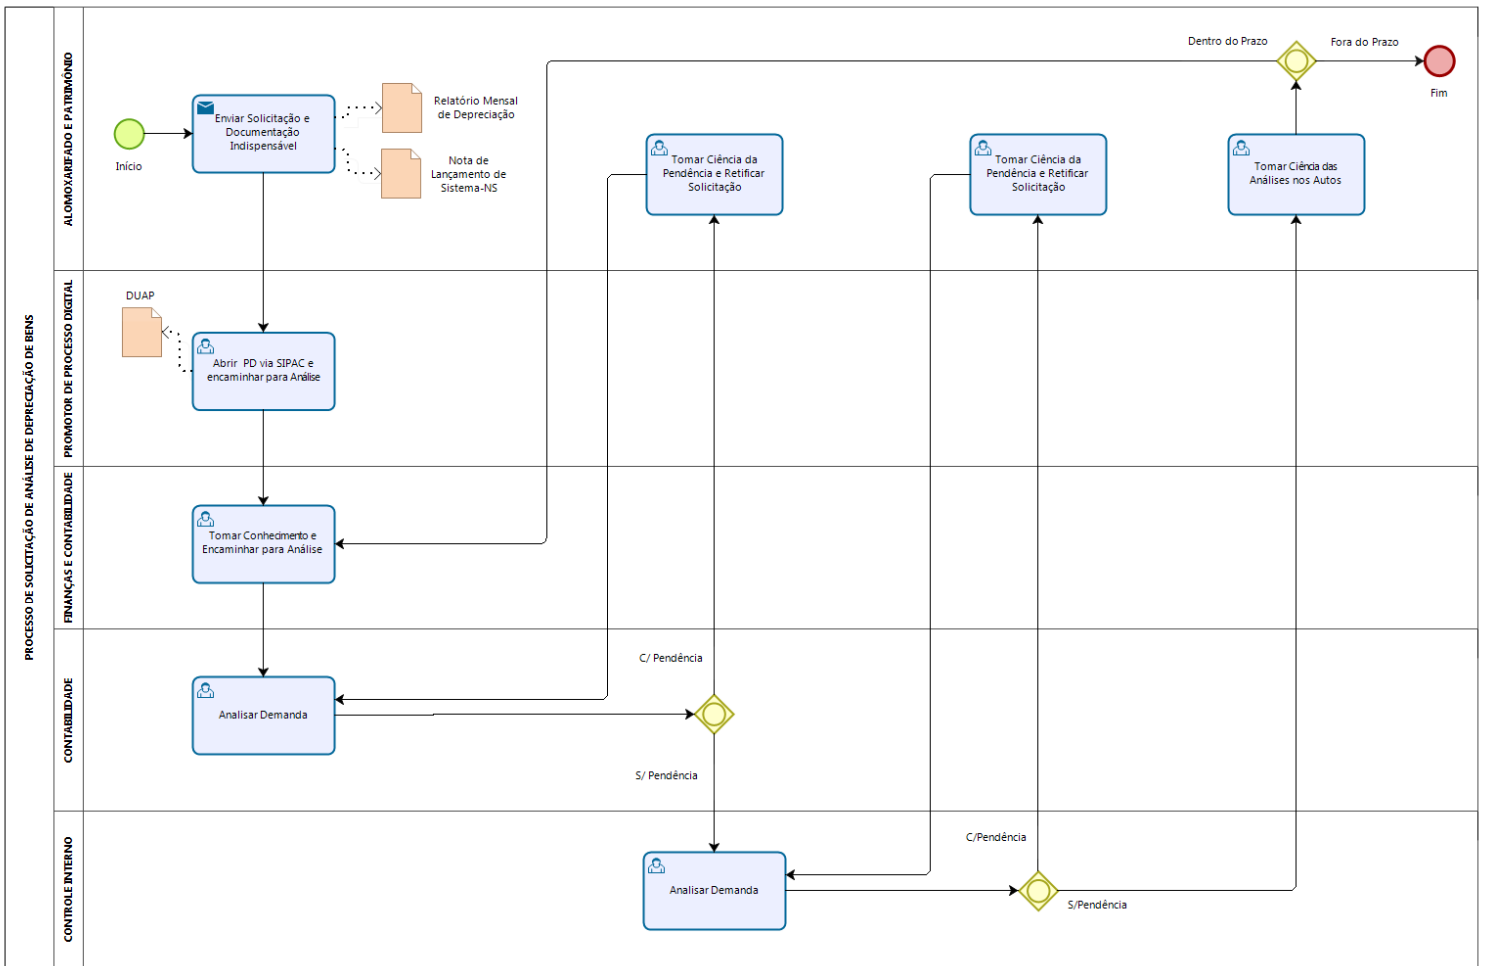 PROCESSO DE SOLICITAÇÃO DE ANÁLISE DE DEPRECIAÇÃO DE BENS
ALOMOXARIFADO E PATRIMÔNIO
Início
Enviar Solicitação e
Documentação
Indispensável
Relatório Mensal
de Depreciação
Nota de
Lançamento de
Sistema-NS
Tomar Ciência da
Pendência e Retificar
Solicitação
Tomar Ciência da
Pendência e Retificar
Solicitação
Tomar Ciência das
Análises nos Autos
Dentro do Prazo
Fora do Prazo
Fim
PROMOTOR DE PROCESSO DIGITAL
DUAP
Abrir PD via SIPAC e
encaminhar para Análise
FINANÇAS E CONTABILIDADE
Tomar Conhecimento e
Encaminhar para Análise
CONTABILIDADE
Analisar Demanda
C/ Pendência
S/ Pendência
CONTROLE INTERNO
Analisar Demanda
C/Pendência
S/Pendência